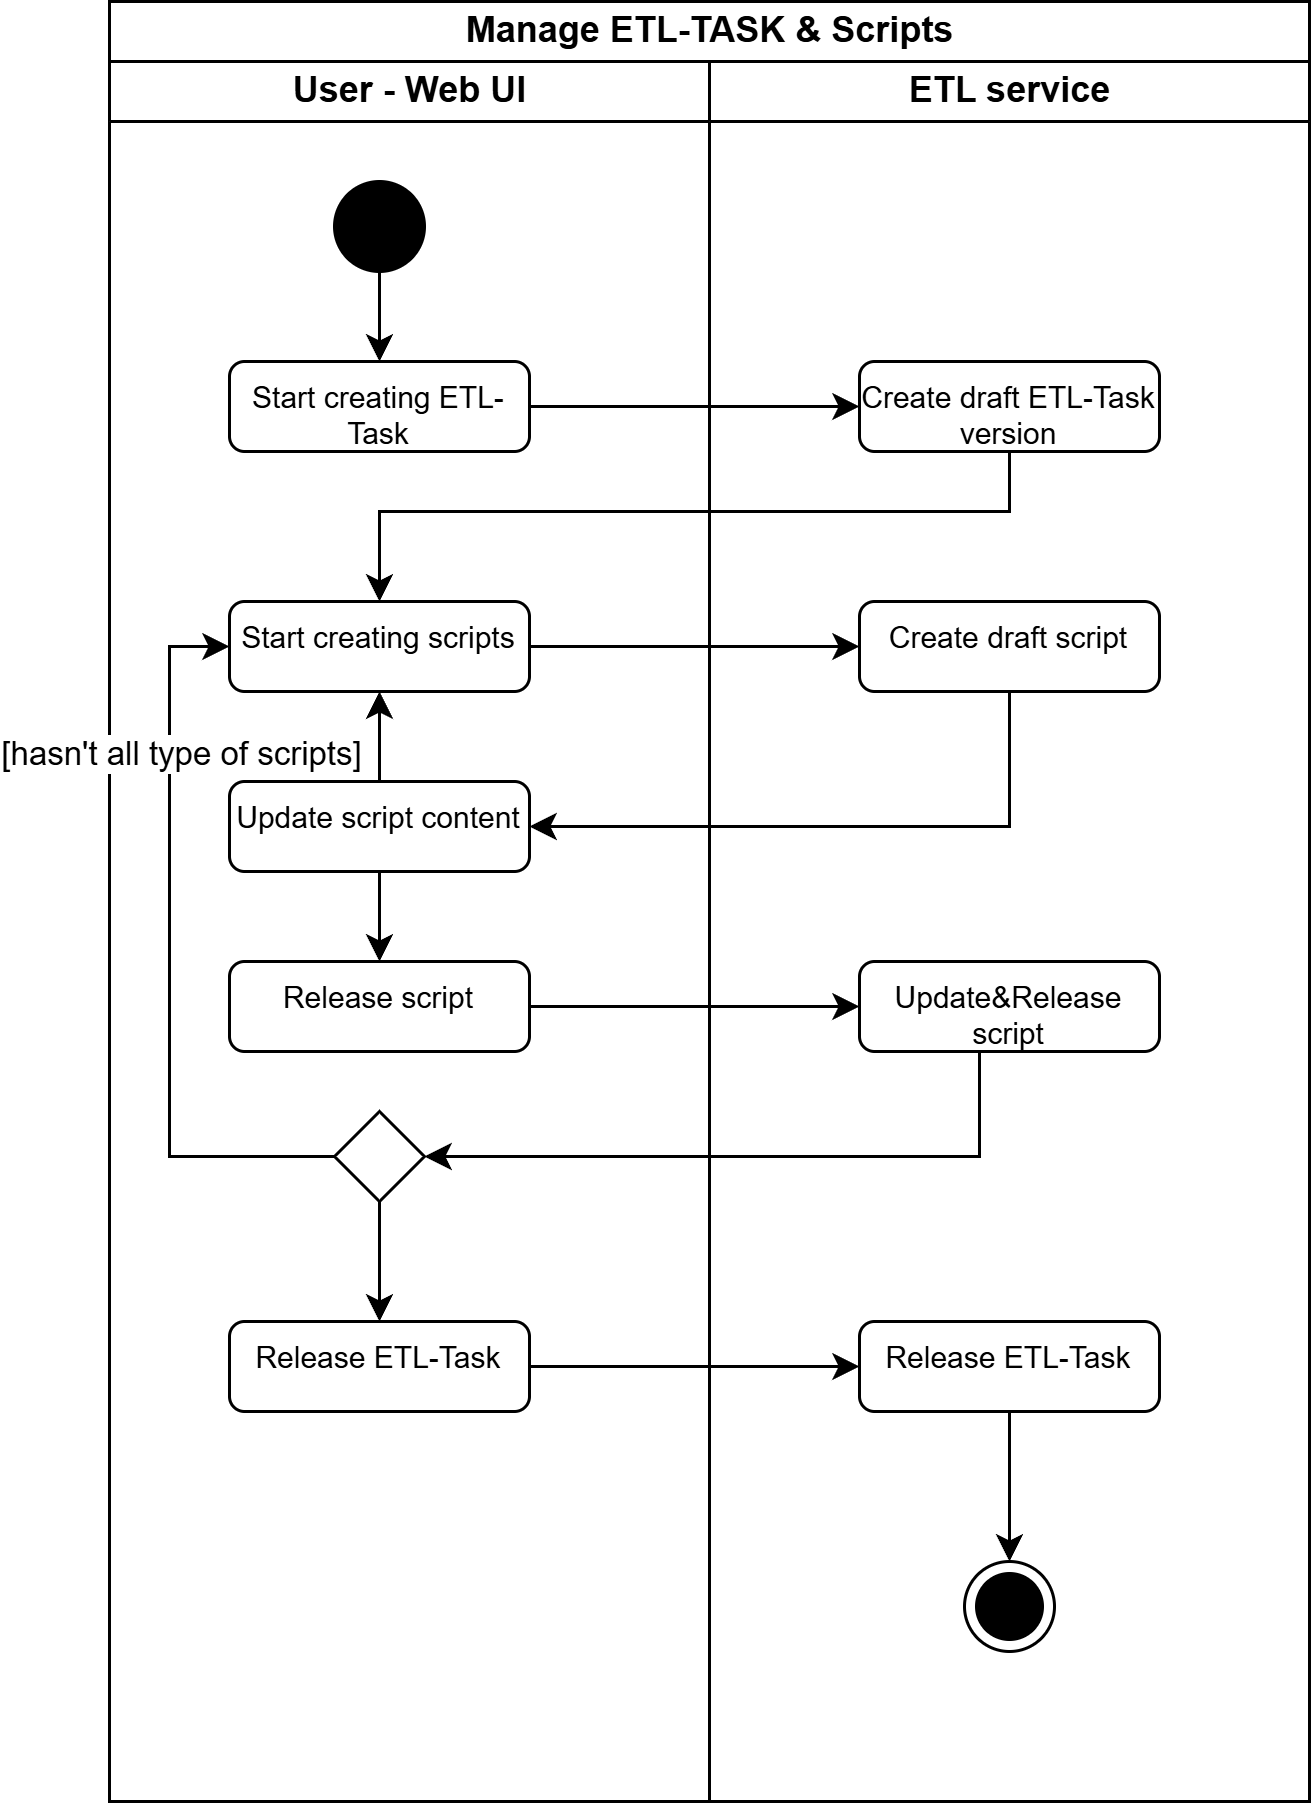 Manage ETL-TASK & Scripts
User - Web UI
ETL service
Start creating ETL-
Task
Create draft ETL-Task
version
Start creating scripts
Create draft script
[hasn't all type of scripts]
Update script content
Release script
Update&Release
script
Release ETL-Task
Release ETL-Task